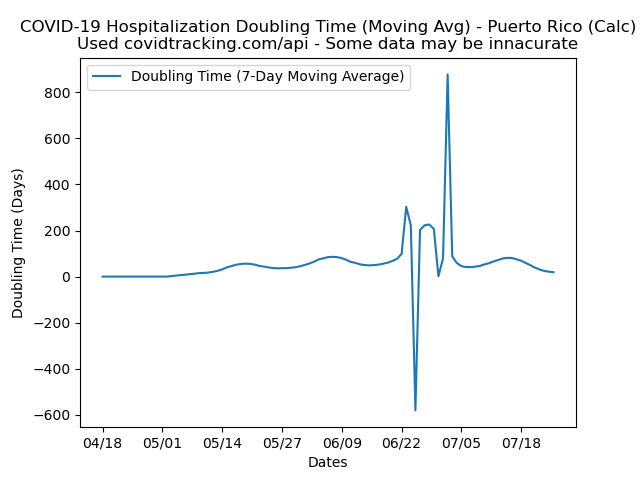 COVID-19 Hospitalization Doubling Time (Moving Avg) - Puerto Rico (Calc)
Used covidtracking.com/api - Some data may be innacurate
Doubling Time (7-Day Moving Average)
Doubling Time (Days)
800
600
400
200
0
−200
−400
−600
04/18 05/01 05/14 05/27 06/09 06/22 07/05 07/18
Dates